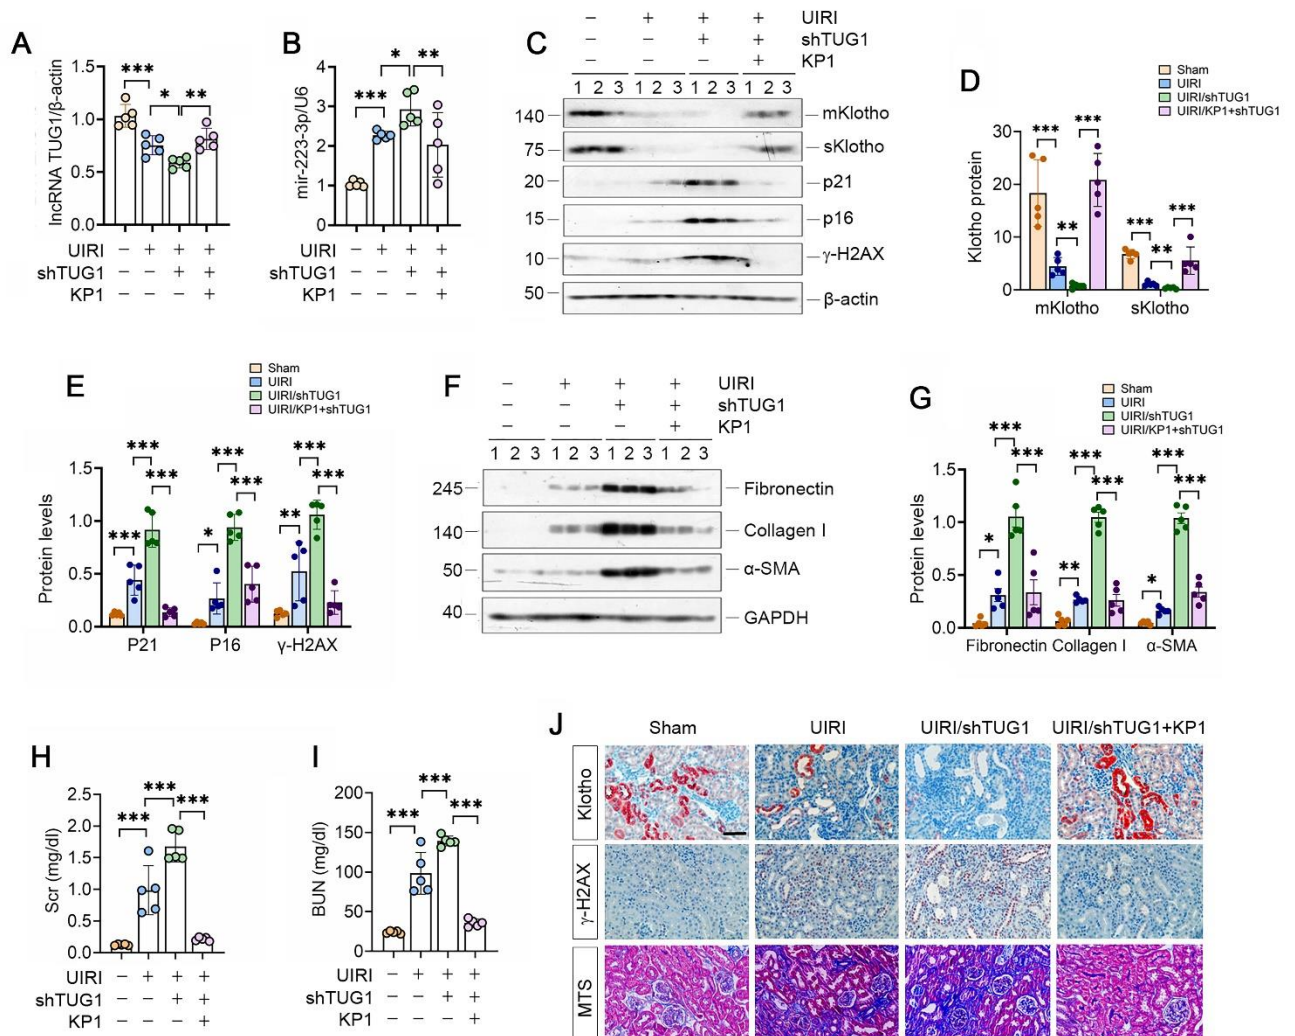 A
lncRNA TUG1/β-actin
1.5
1.0
0.5
0.0
*** * **
UIRI – + + +
shTUG1 – – + +
KP1 – – – +
B
mir-223-3p/U6
4
3
2
1
0
*** * **
UIRI – + + +
shTUG1 – – + +
KP1 – – – +
C
– + + + UIRI
– – + + shTUG1
– – – + KP1
1 2 3 1 2 3 1 2 3 1 2 3
140 mKlotho
75 sKlotho
20 p21
15 p16
10 γ-H2AX
50 β-actin
D
Sham
UIRI
UIRI/shTUG1
UIRI/KP1+shTUG1
Klotho protein
30
20
10
0
*** ** ***
*** ** ***
mKlotho sKlotho
E
Sham
UIRI
UIRI/shTUG1
UIRI/KP1+shTUG1
Protein levels
1.5
1.0
0.5
0.0
*** *** ***
* *** ***
** *** ***
P21 P16 γ-H2AX
F
– + + + UIRI
– – + + shTUG1
– – – + KP1
1 2 3 1 2 3 1 2 3 1 2 3
245 Fibronectin
140 Collagen I
50 α-SMA
40 GAPDH
G
Sham
UIRI
UIRI/shTUG1
UIRI/KP1+shTUG1
Protein levels
1.5
1.0
0.5
0.0
* *** ***
** *** ***
* *** ***
Fibronectin Collagen I α-SMA
H
Scr (mg/dl)
2.5
2.0
1.5
1.0
0.5
0.0
*** *** ***
UIRI – + + +
shTUG1 – – + +
KP1 – – – +
I
BUN (mg/dl)
200
150
100
50
0
*** *** ***
UIRI – + + +
shTUG1 – – + +
KP1 – – – +
J
Sham UIRI UIRI/shTUG1 UIRI/shTUG1+KP1
Klotho
γ-H2AX
MTS